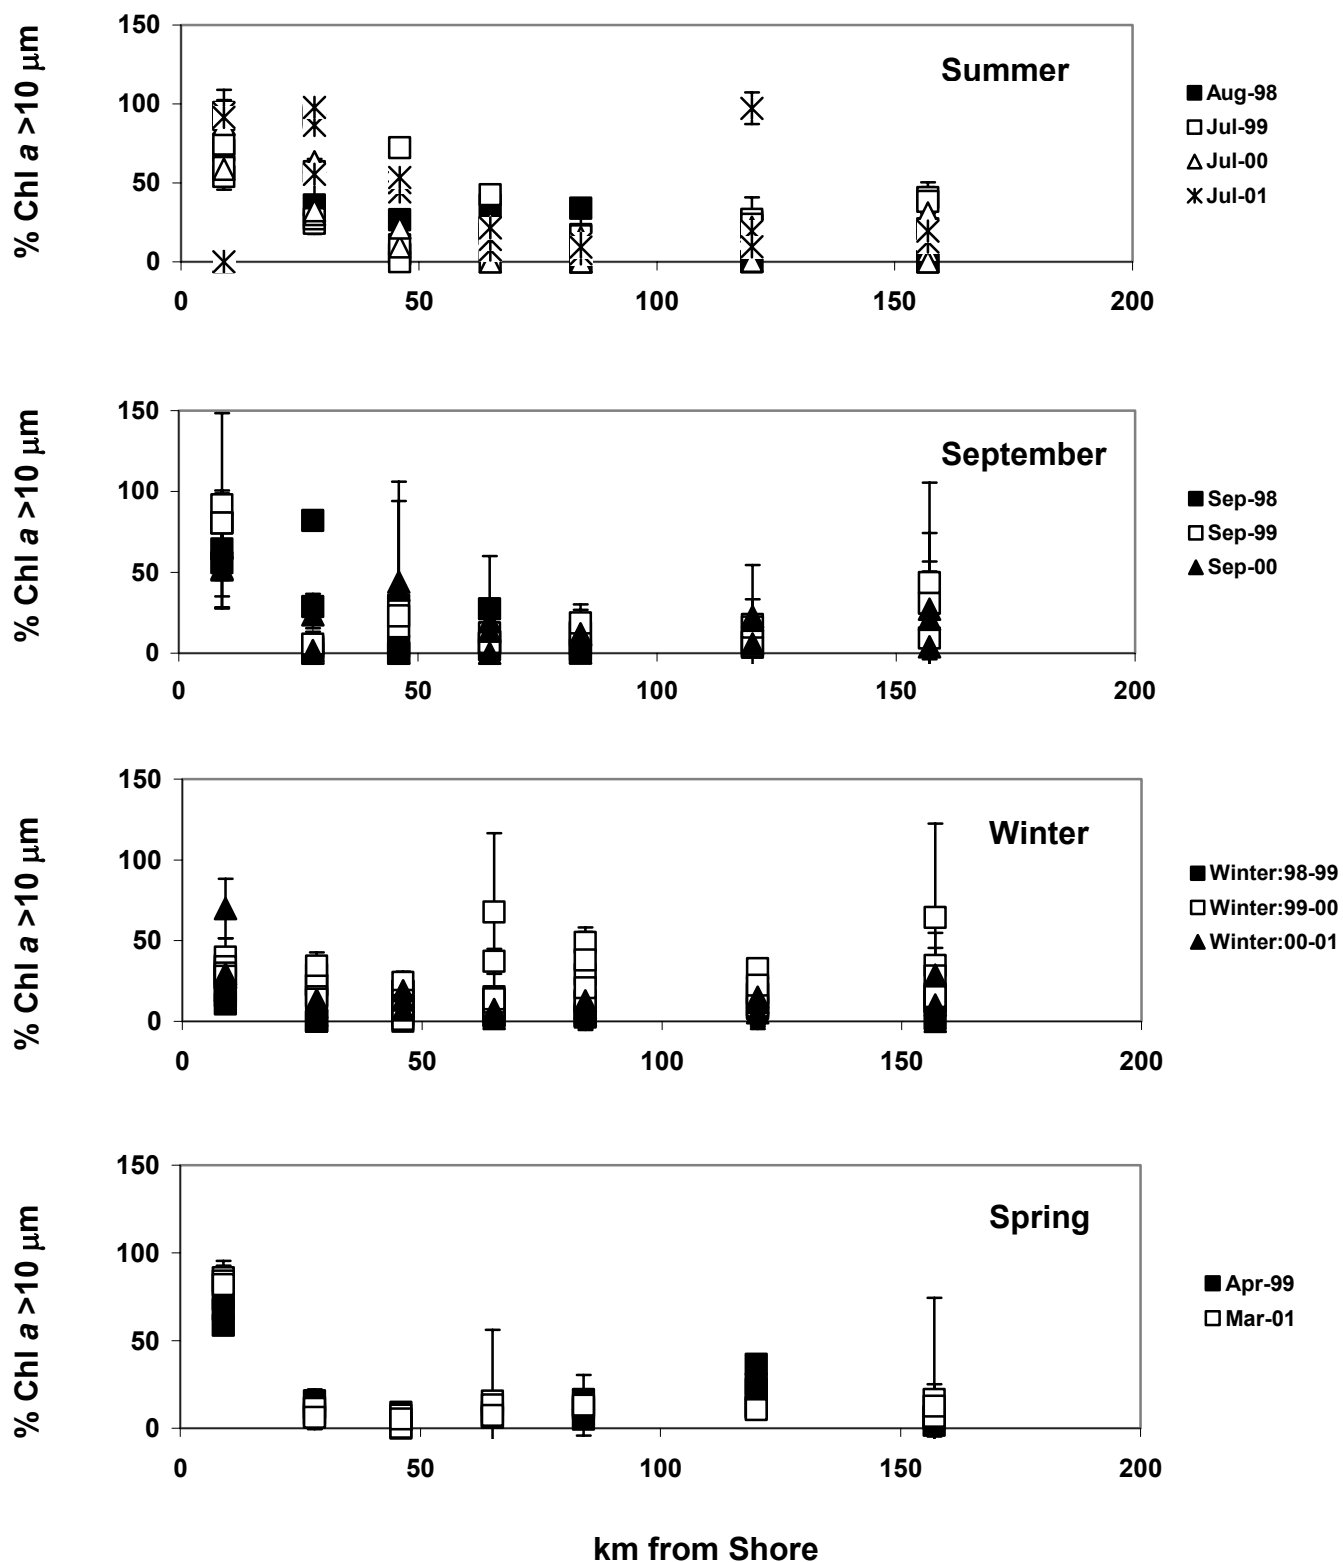 % Chl a >10 µm
150
100
50
0
0 50 100 150 200
Summer
Aug-98
Jul-99
Jul-00
Jul-01
% Chl a >10 µm
150
100
50
0
0 50 100 150 200
September
Sep-98
Sep-99
Sep-00
% Chl a >10 µm
150
100
50
0
0 50 100 150 200
Winter
Winter:98-99
Winter:99-00
Winter:00-01
% Chl a >10 µm
150
100
50
0
0 50 100 150 200
Spring
Apr-99
Mar-01
km from Shore